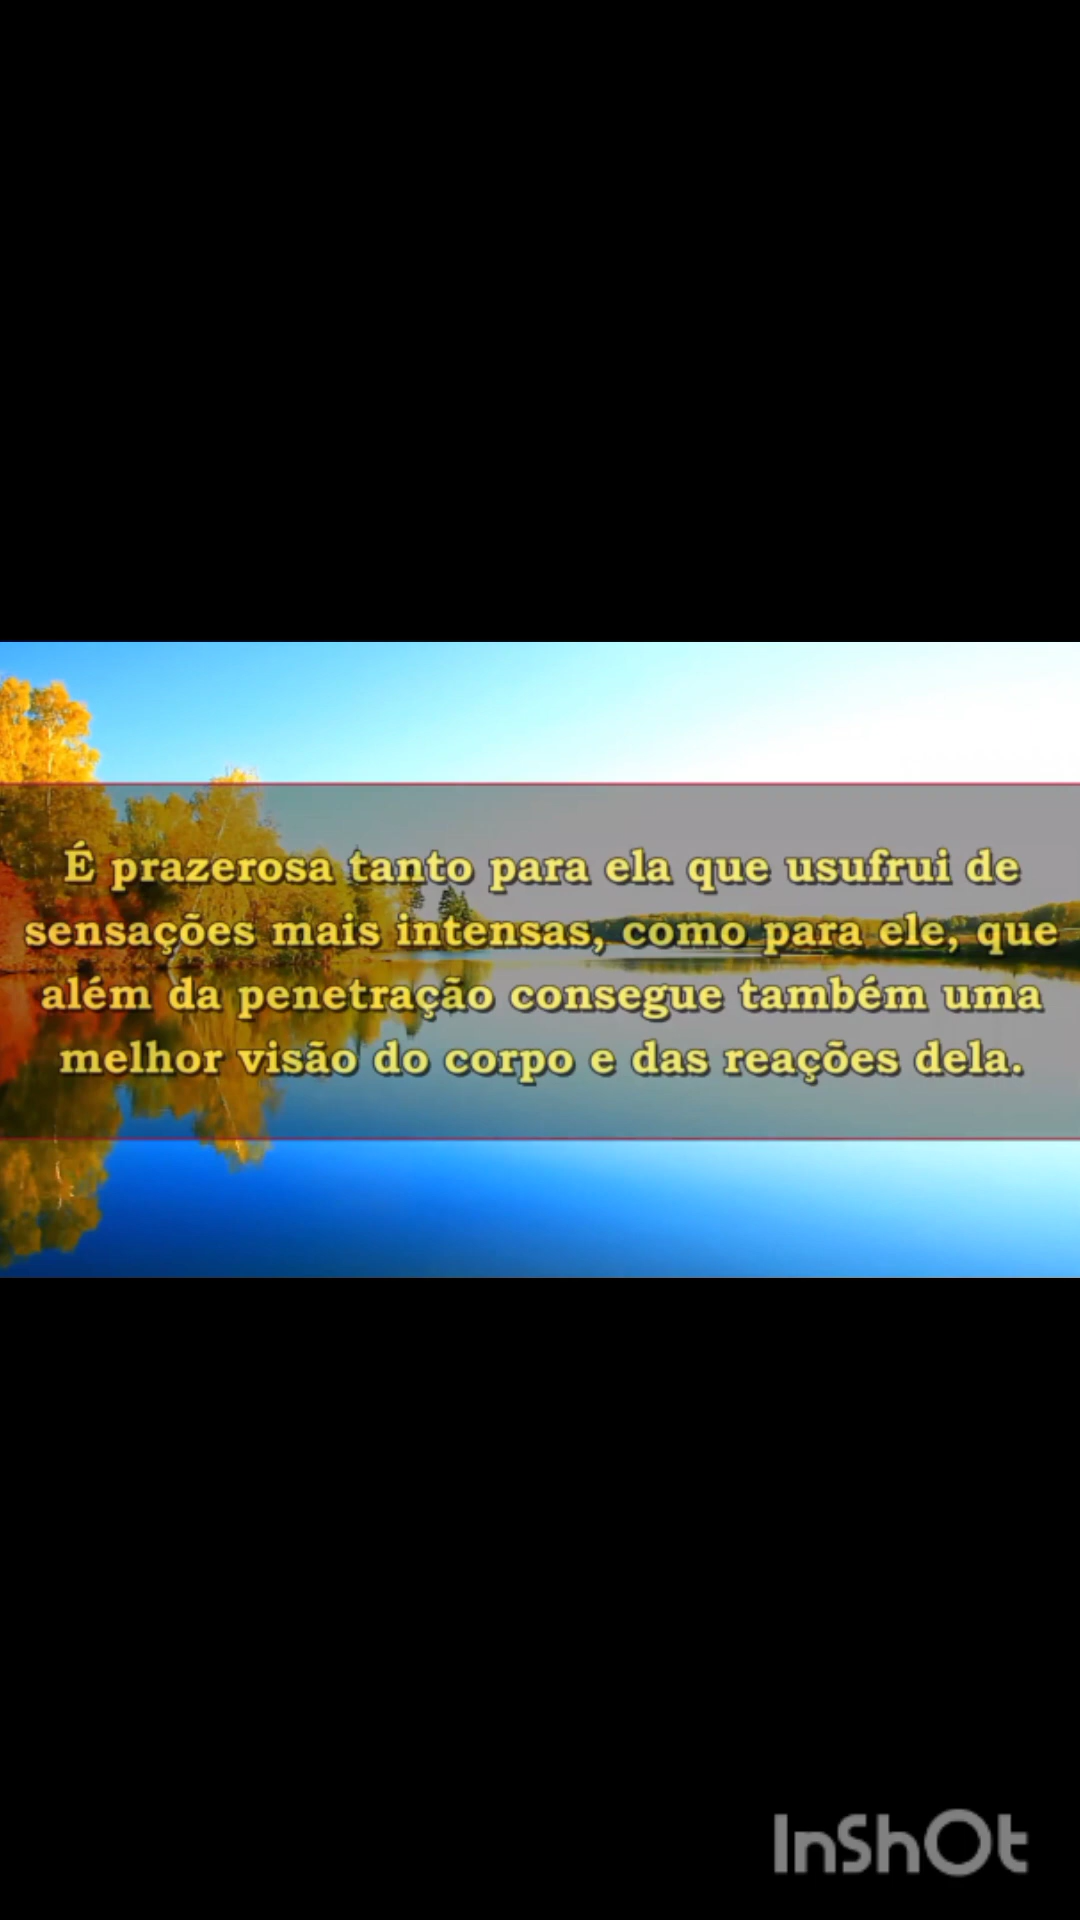 É prazerosa tanto para ela que usufrui de
sensações mais intensas, como para ele, que
além da penetração consegue também uma
melhor visão do corpo e das reações dela.
InShOt